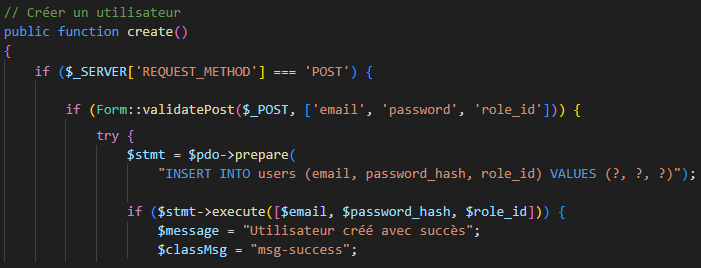 // Créer un utilisateur
public function create()
{
if ($_SERVER['REQUEST_METHOD'] === 'POST') {
if (Form::validatePost($_POST, ['email', 'password', 'role_id'])) {
try {
$stmt = $pdo->prepare(
"INSERT INTO users (email, password_hash, role_id) VALUES (?, ?, ?)");
if ($stmt->execute([$email, $password_hash, $role_id])) {
$message = "Utilisateur créé avec succès";
$classMsg = "msg-success";